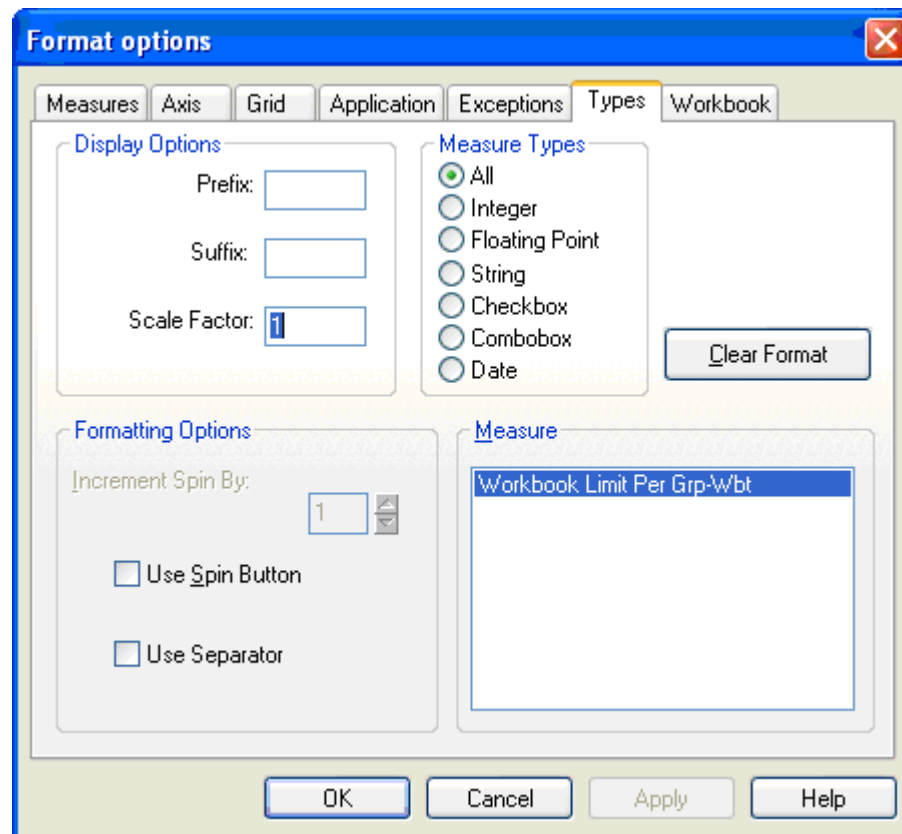 Format options
Measures Axis Grid Application Exceptions Types Workbook
Display Options
Prefix:
Suffix:
Scale Factor: 1
Measure Types
All
Integer
Floating Point
String
Checkbox
Combobox
Date
Clear Format
Formatting Options
Increment Spin By:
1
Use Spin Button
Use Separator
Measure
Workbook Limit Per Grp-Wbt
OK Cancel Apply Help